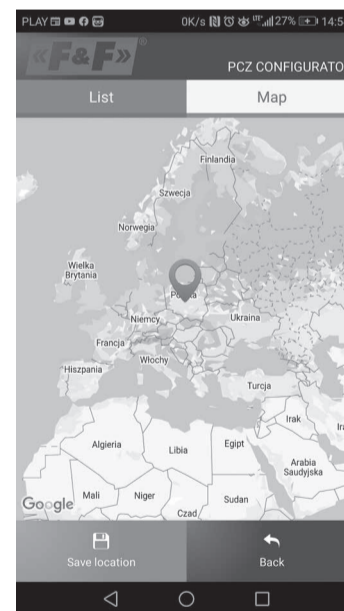 PLAY 0K/s 27% 14:5
«F&F»®
PCZ CONFIGURATO
List Map
Finlandia
Szwecja
Norwegia
Wielka
Brytania
Polska
Niemcy Ukraina
Francja
Włochy
Hiszpania
Turcja
Irak
Ira
Algieria Libia Egipt
Arabia
Saudyjska
Mali Niger Sudan
Google
Czad
Save location Back